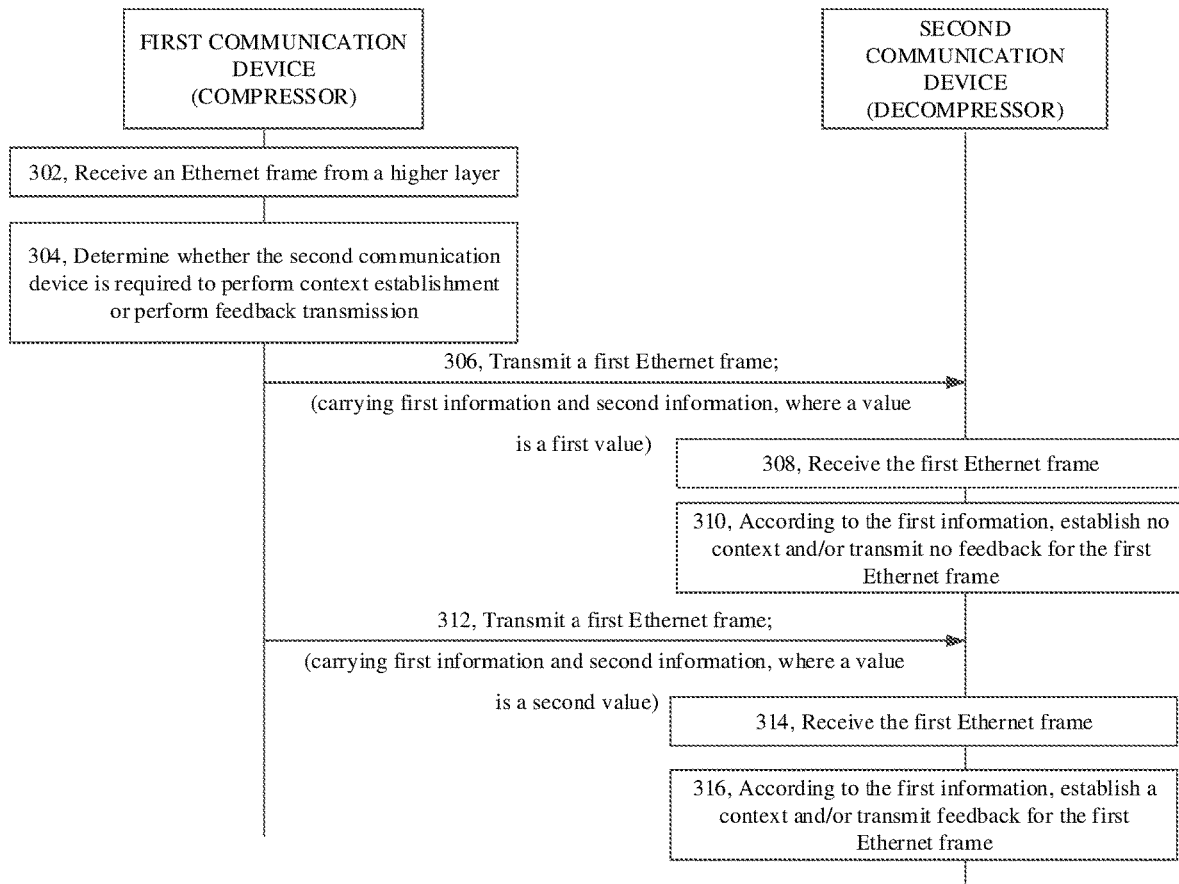 FIRST COMMUNICATION
DEVICE
(COMPRESSOR)
SECOND
COMMUNICATION
DEVICE
(DECOMPRESSOR)
302, Receive an Ethernet frame from a higher layer
304, Determine whether the second communication
device is required to perform context establishment
or perform feedback transmission
306, Transmit a first Ethernet frame;
(carrying first information and second information, where a value
is a first value)
308, Receive the first Ethernet frame
310, According to the first information, establish no
context and/or transmit no feedback for the first
Ethernet frame
312, Transmit a first Ethernet frame;
(carrying first information and second information, where a value
is a second value)
314, Receive the first Ethernet frame
316, According to the first information, establish a
context and/or transmit feedback for the first
Ethernet frame